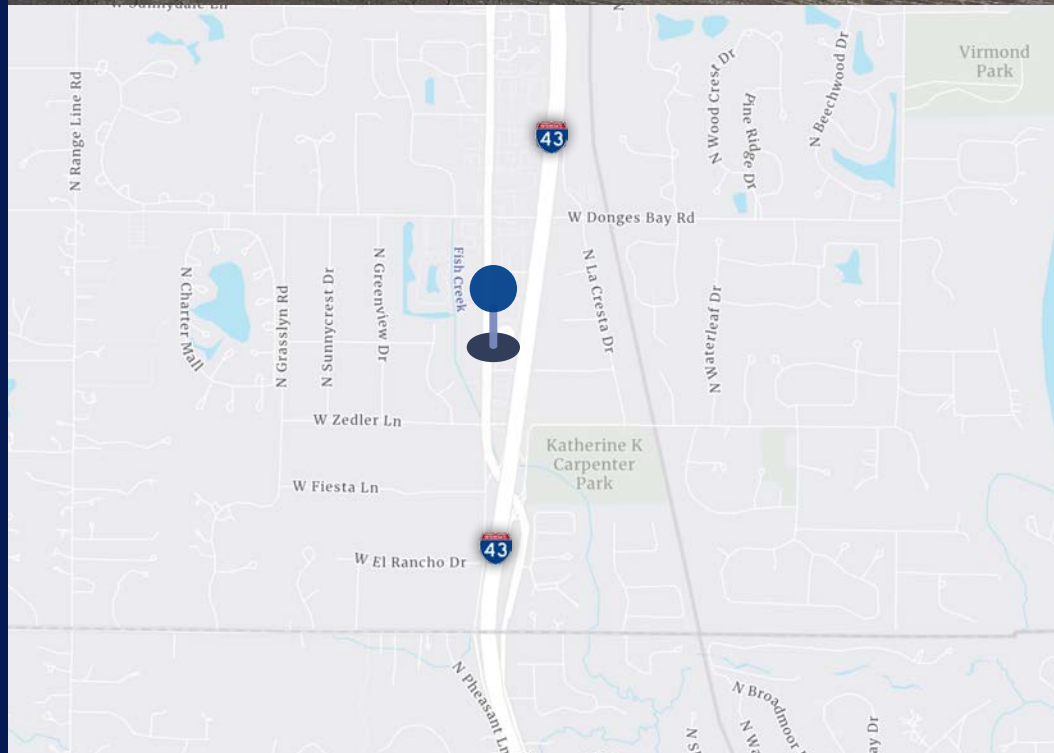 Virmond
Park
N Range Line Rd
N Wood Crest Dr
Pine Ridge Dr
N Beechwood Dr
INTERSTATE
43
W Donges Bay Rd
N Charter Mall
N Grasslyn Rd
N Sunnycrest Dr
N Greenview Dr
Fish Creek
N La Cresta Dr
N Waterleaf Dr
W Zedler Ln
Katherine K
Carpenter
Park
W Fiesta Ln
INTERSTATE
43
W El Rancho Dr
N Pheasant Ln
N Broadmoor